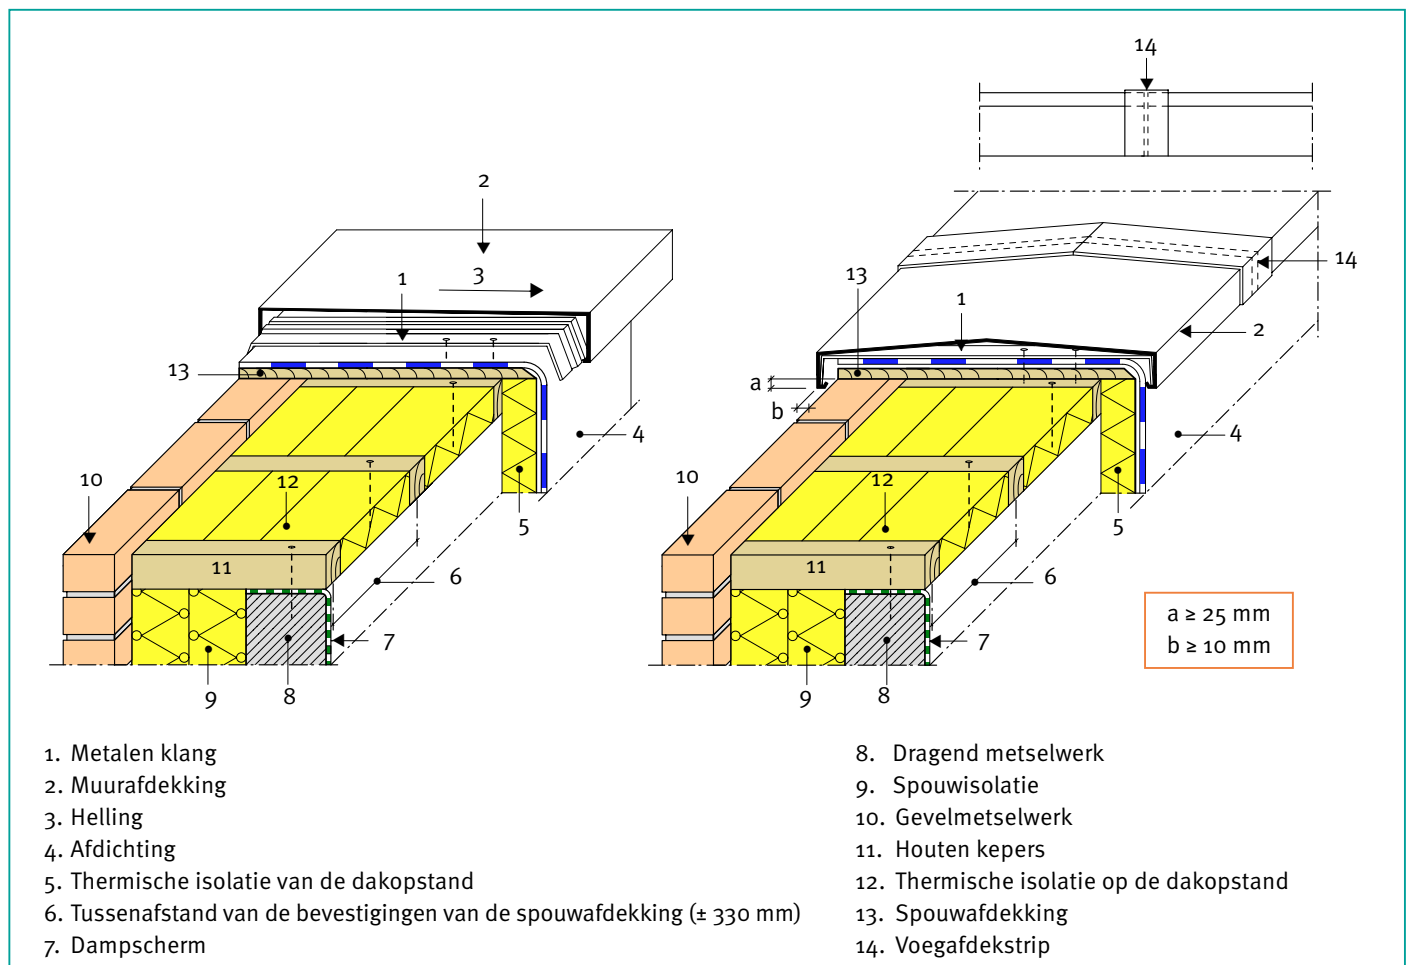 14
2
1
3
13
4
10
12
5
11
6
7
9
8
14
13
1
2
a
b
4
10
12
5
11
6
7
9
8
a ≥ 25 mm
b ≥ 10 mm
1. Metalen klang
2. Muurafdekking
3. Helling
4. Afdichting
5. Thermische isolatie van de dakopstand
6. Tussenafstand van de bevestigingen van de spouwafdekking (± 330 mm)
7. Dampscherm
8. Dragend metselwerk
9. Spouwisolatie
10. Gevelmetselwerk
11. Houten kepers
12. Thermische isolatie op de dakopstand
13. Spouwafdekking
14. Voegafdekstrip